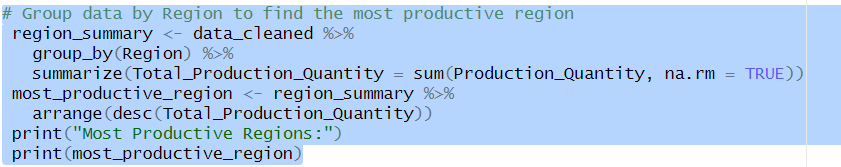 # Group data by Region to find the most productive region
region_summary <- data_cleaned %>%
group_by(Region) %>%
summarize(Total_Production_Quantity = sum(Production_Quantity, na.rm = TRUE))
most_productive_region <- region_summary %>%
arrange(desc(Total_Production_Quantity))
print("Most Productive Regions:")
print(most_productive_region)